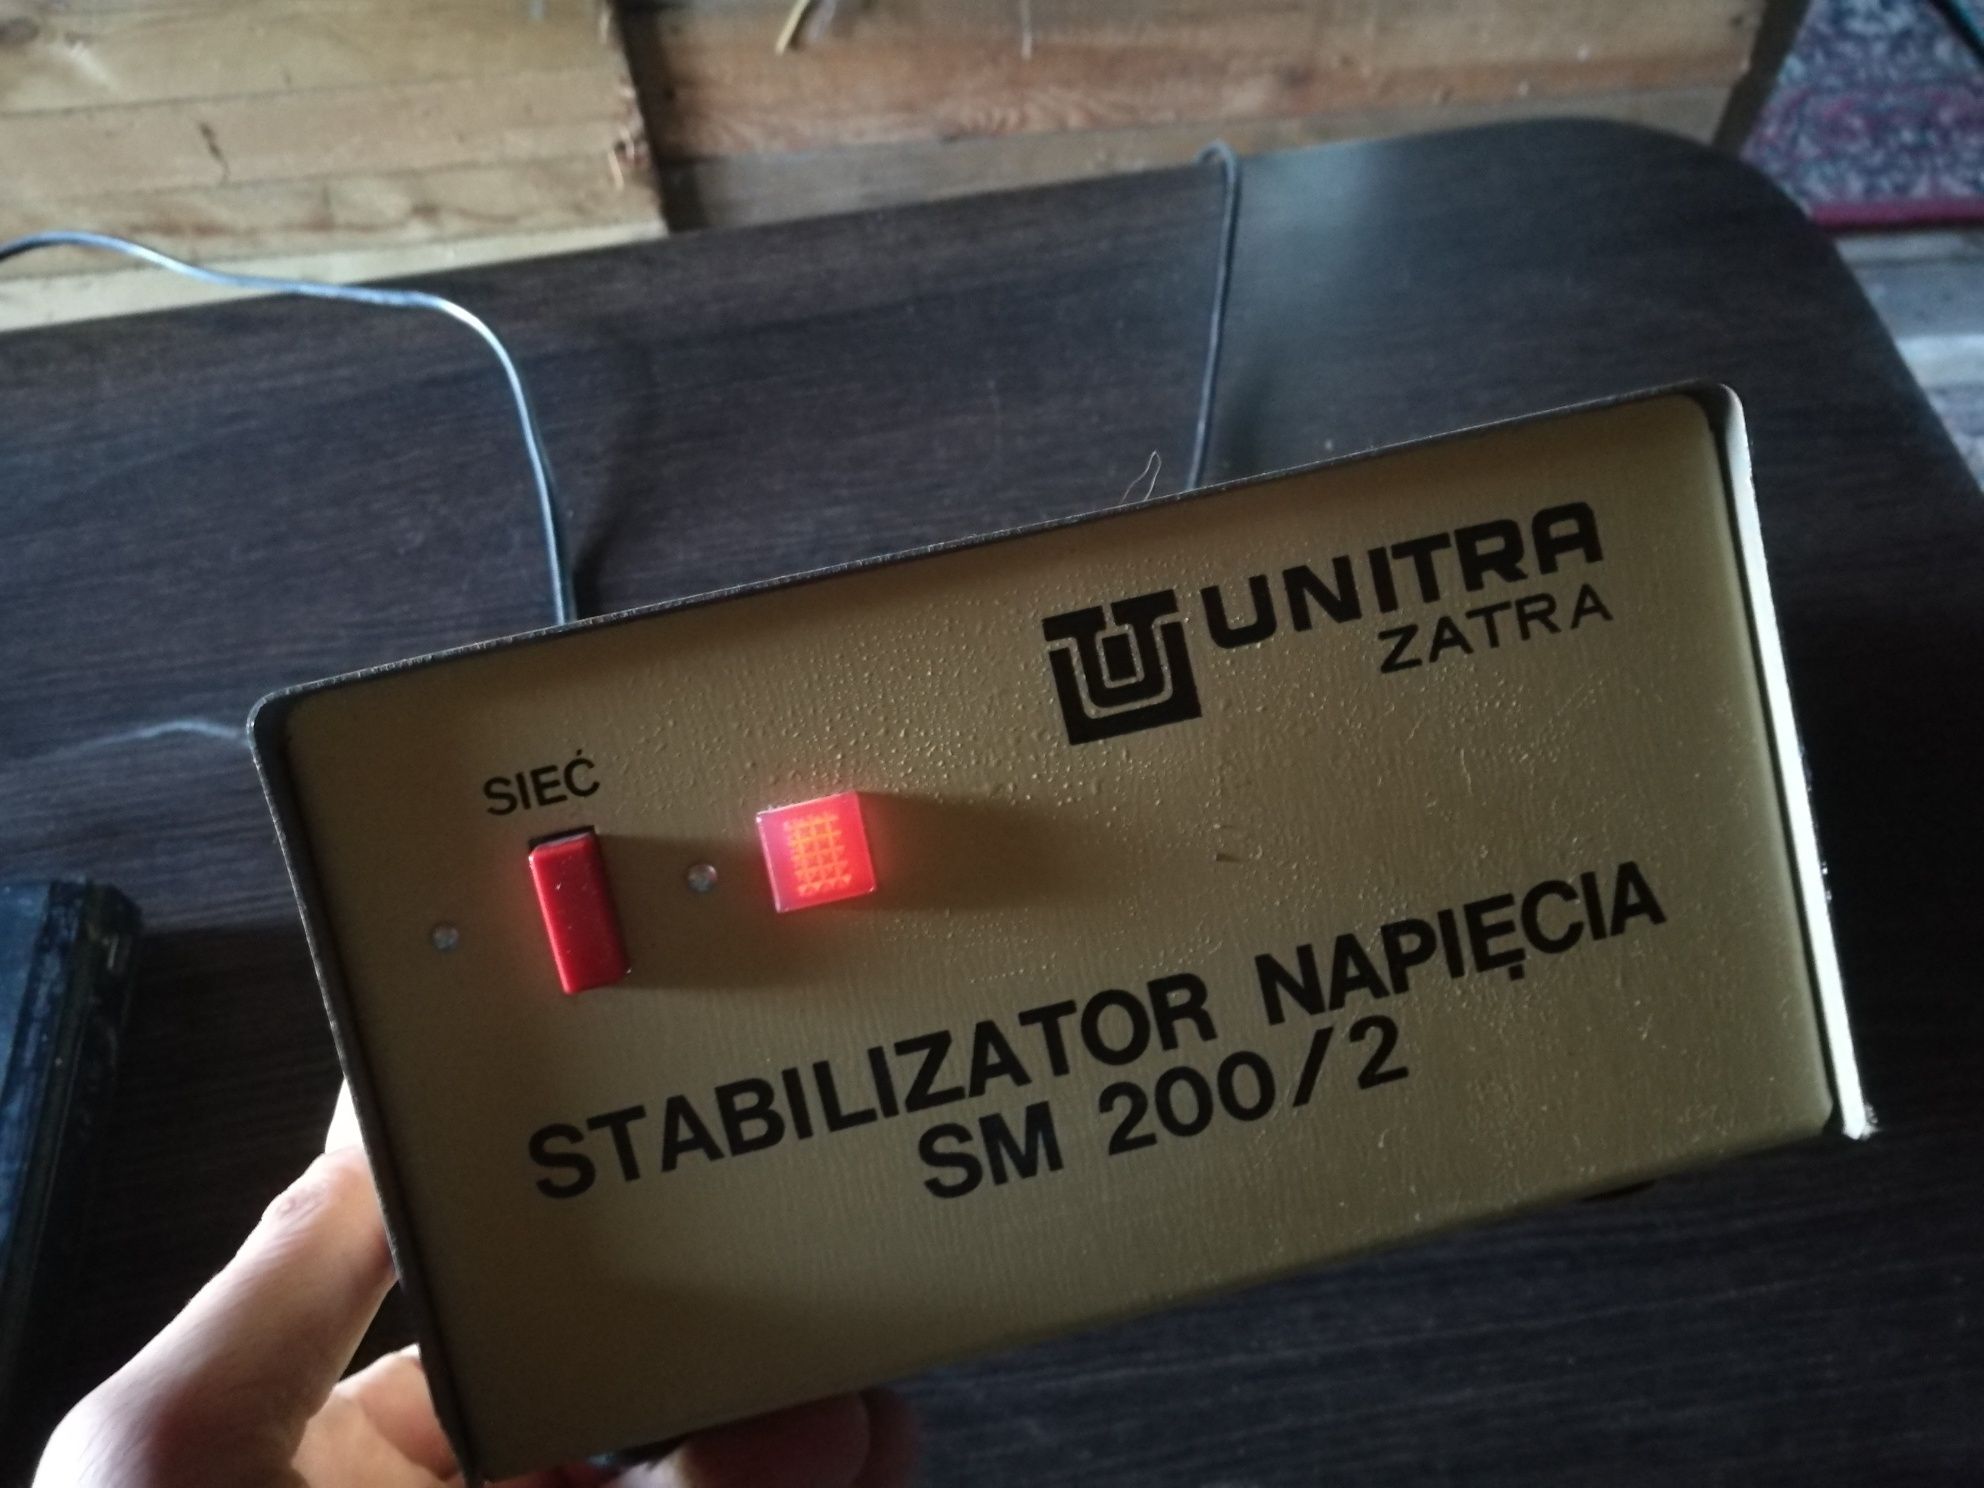 UNITRA
ZATRA
SIEĆ
STABILIZATOR NAPIĘCIA
SM 200/2